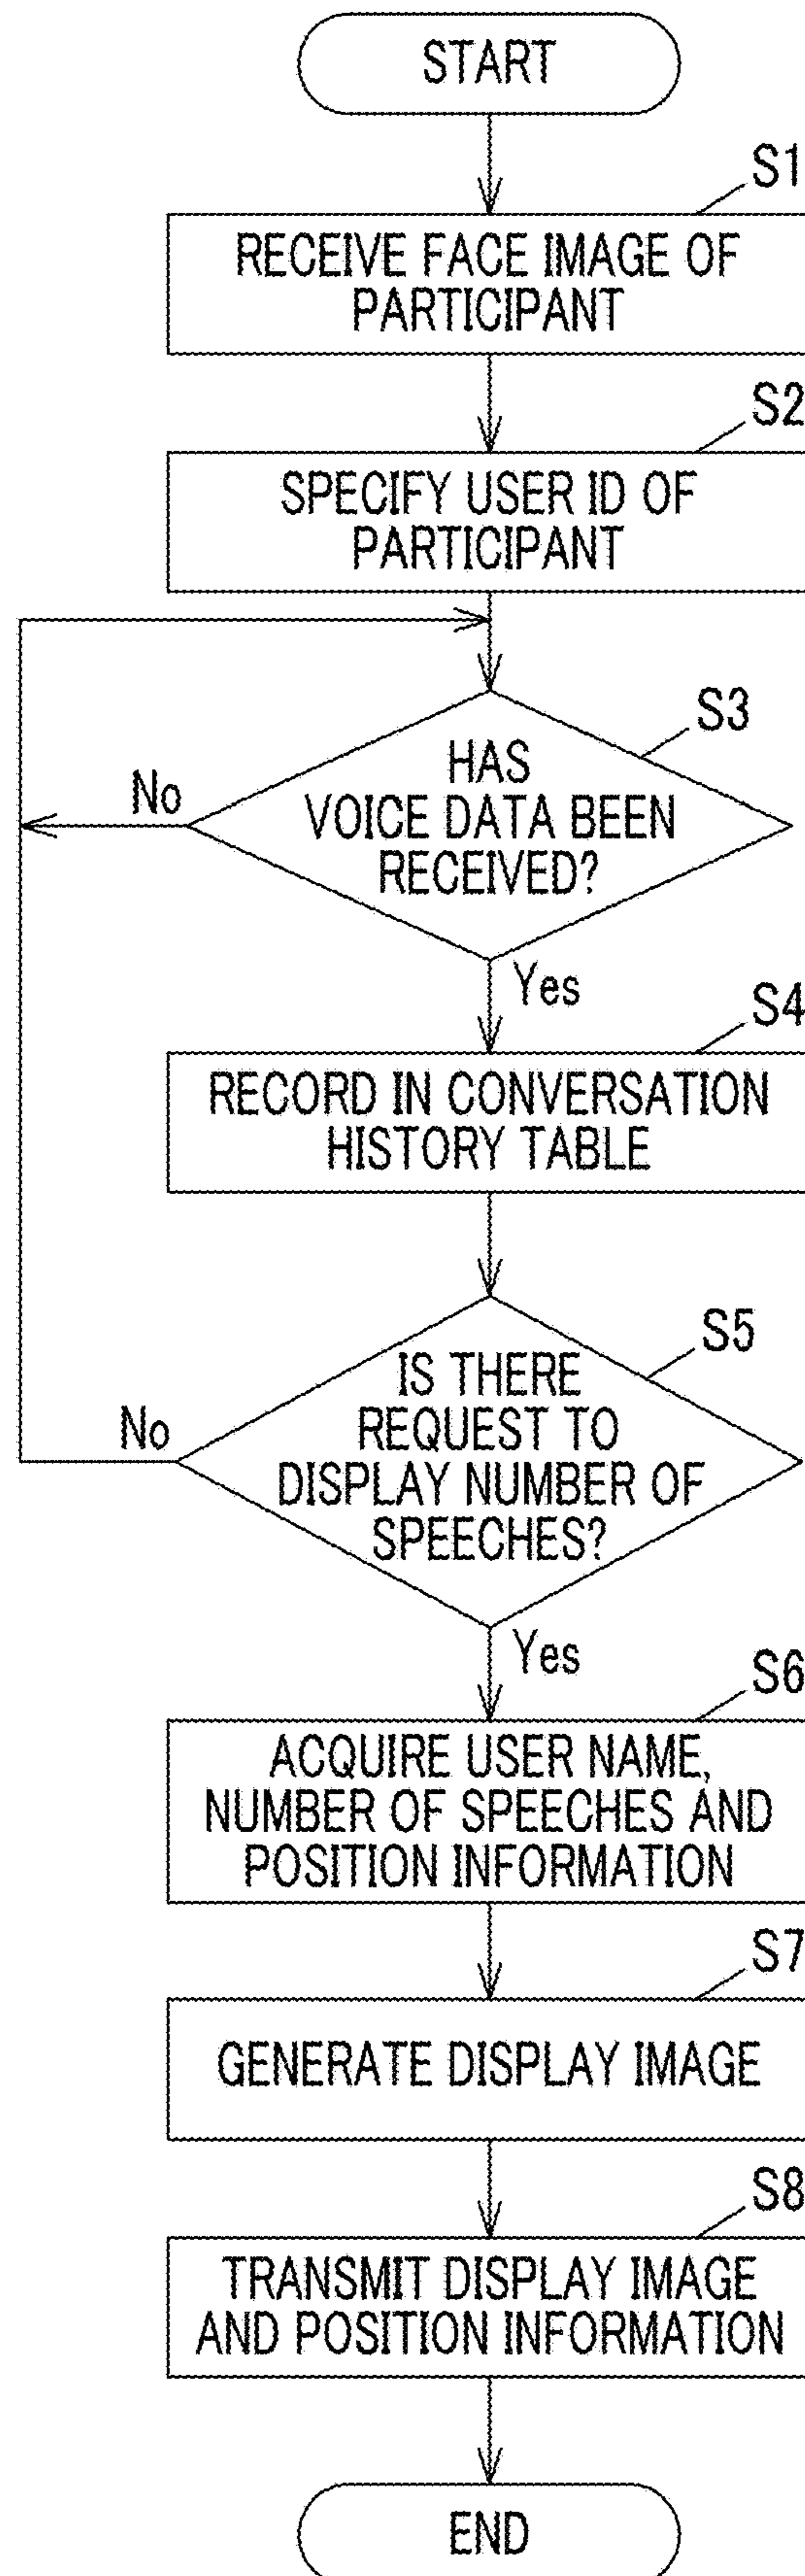 START
S1
RECEIVE FACE IMAGE OF
PARTICIPANT
S2
SPECIFY USER ID OF
PARTICIPANT
S3
HAS
VOICE DATA BEEN
RECEIVED?
No
Yes
S4
RECORD IN CONVERSATION
HISTORY TABLE
S5
IS THERE
REQUEST TO
DISPLAY NUMBER OF
SPEECHES?
No
Yes
S6
ACQUIRE USER NAME,
NUMBER OF SPEECHES AND
POSITION INFORMATION
S7
GENERATE DISPLAY IMAGE
S8
TRANSMIT DISPLAY IMAGE
AND POSITION INFORMATION
END